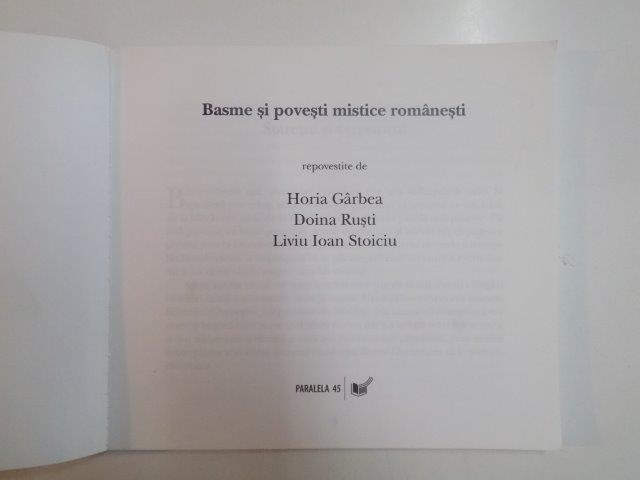 Basme și povești mistice românești
repovestite de
Horia Gârbea
Doina Ruști
Liviu Ioan Stoiciu
PARALELA 45